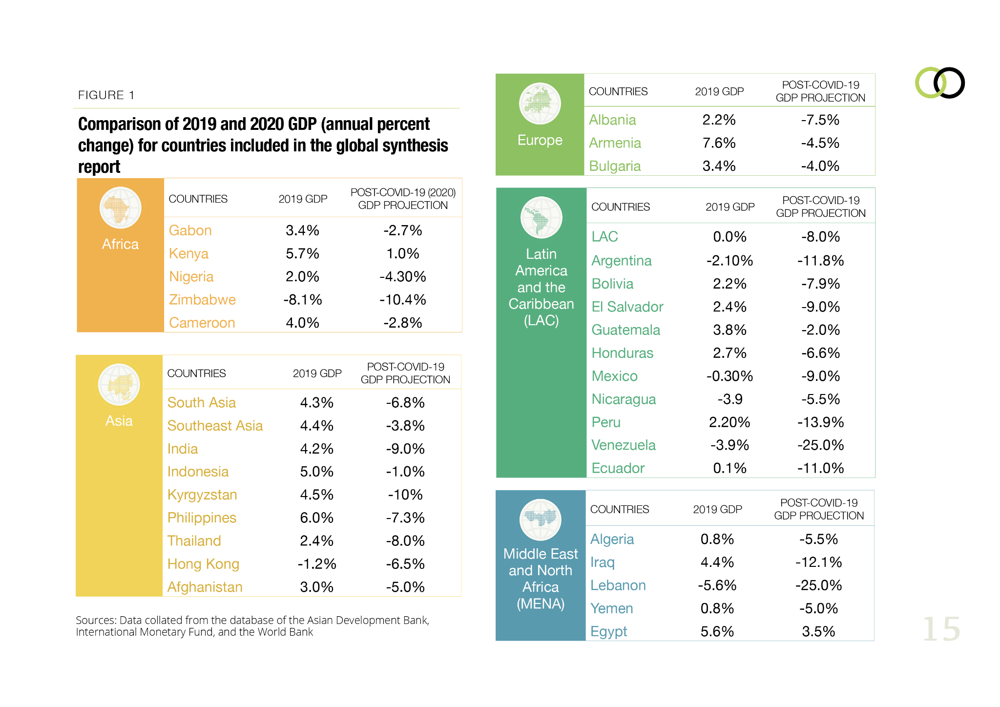 FIGURE 1
Comparison of 2019 and 2020 GDP (annual percent
change) for countries included in the global synthesis
report
Africa
COUNTRIES 2019 GDP POST-COVID-19 (2020) GDP PROJECTION
Gabon 3.4% -2.7%
Kenya 5.7% 1.0%
Nigeria 2.0% -4.30%
Zimbabwe -8.1% -10.4%
Cameroon 4.0% -2.8%
Asia
COUNTRIES 2019 GDP POST-COVID-19 GDP PROJECTION
South Asia 4.3% -6.8%
Southeast Asia 4.4% -3.8%
India 4.2% -9.0%
Indonesia 5.0% -1.0%
Kyrgyzstan 4.5% -10%
Philippines 6.0% -7.3%
Thailand 2.4% -8.0%
Hong Kong -1.2% -6.5%
Afghanistan 3.0% -5.0%
Sources: Data collated from the database of the Asian Development Bank,
International Monetary Fund, and the World Bank
Europe
COUNTRIES 2019 GDP POST-COVID-19 GDP PROJECTION
Albania 2.2% -7.5%
Armenia 7.6% -4.5%
Bulgaria 3.4% -4.0%
Latin
America
and the
Caribbean
(LAC)
COUNTRIES 2019 GDP POST-COVID-19 GDP PROJECTION
LAC 0.0% -8.0%
Argentina -2.10% -11.8%
Bolivia 2.2% -7.9%
El Salvador 2.4% -9.0%
Guatemala 3.8% -2.0%
Honduras 2.7% -6.6%
Mexico -0.30% -9.0%
Nicaragua -3.9 -5.5%
Peru 2.20% -13.9%
Venezuela -3.9% -25.0%
Ecuador 0.1% -11.0%
Middle East
and North
Africa
(MENA)
COUNTRIES 2019 GDP POST-COVID-19 GDP PROJECTION
Algeria 0.8% -5.5%
Iraq 4.4% -12.1%
Lebanon -5.6% -25.0%
Yemen 0.8% -5.0%
Egypt 5.6% 3.5%
15